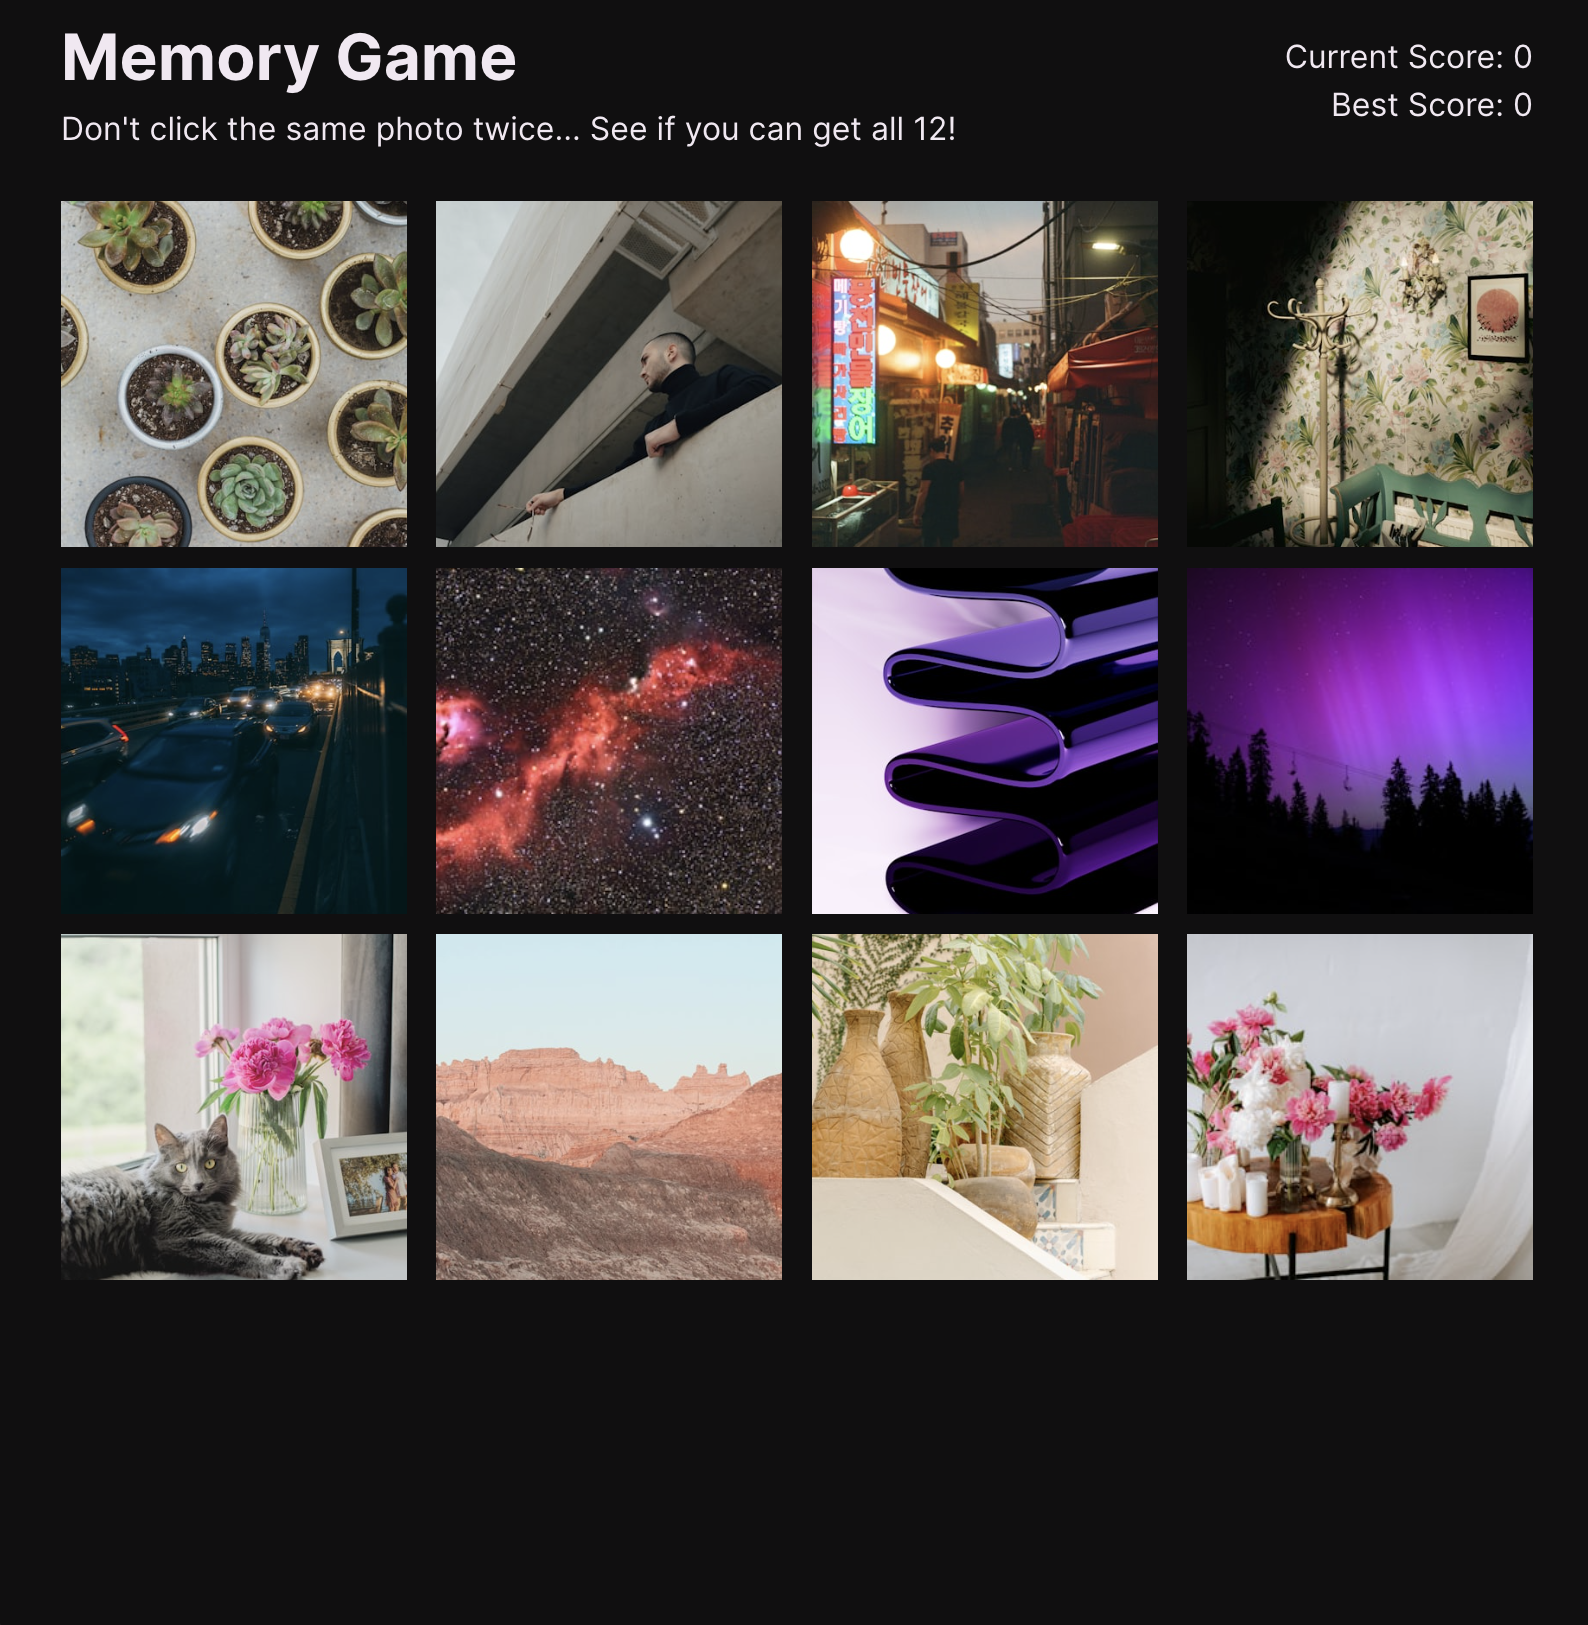 Memory Game
Don't click the same photo twice... See if you can get all 12!
Current Score: 0
Best Score: 0